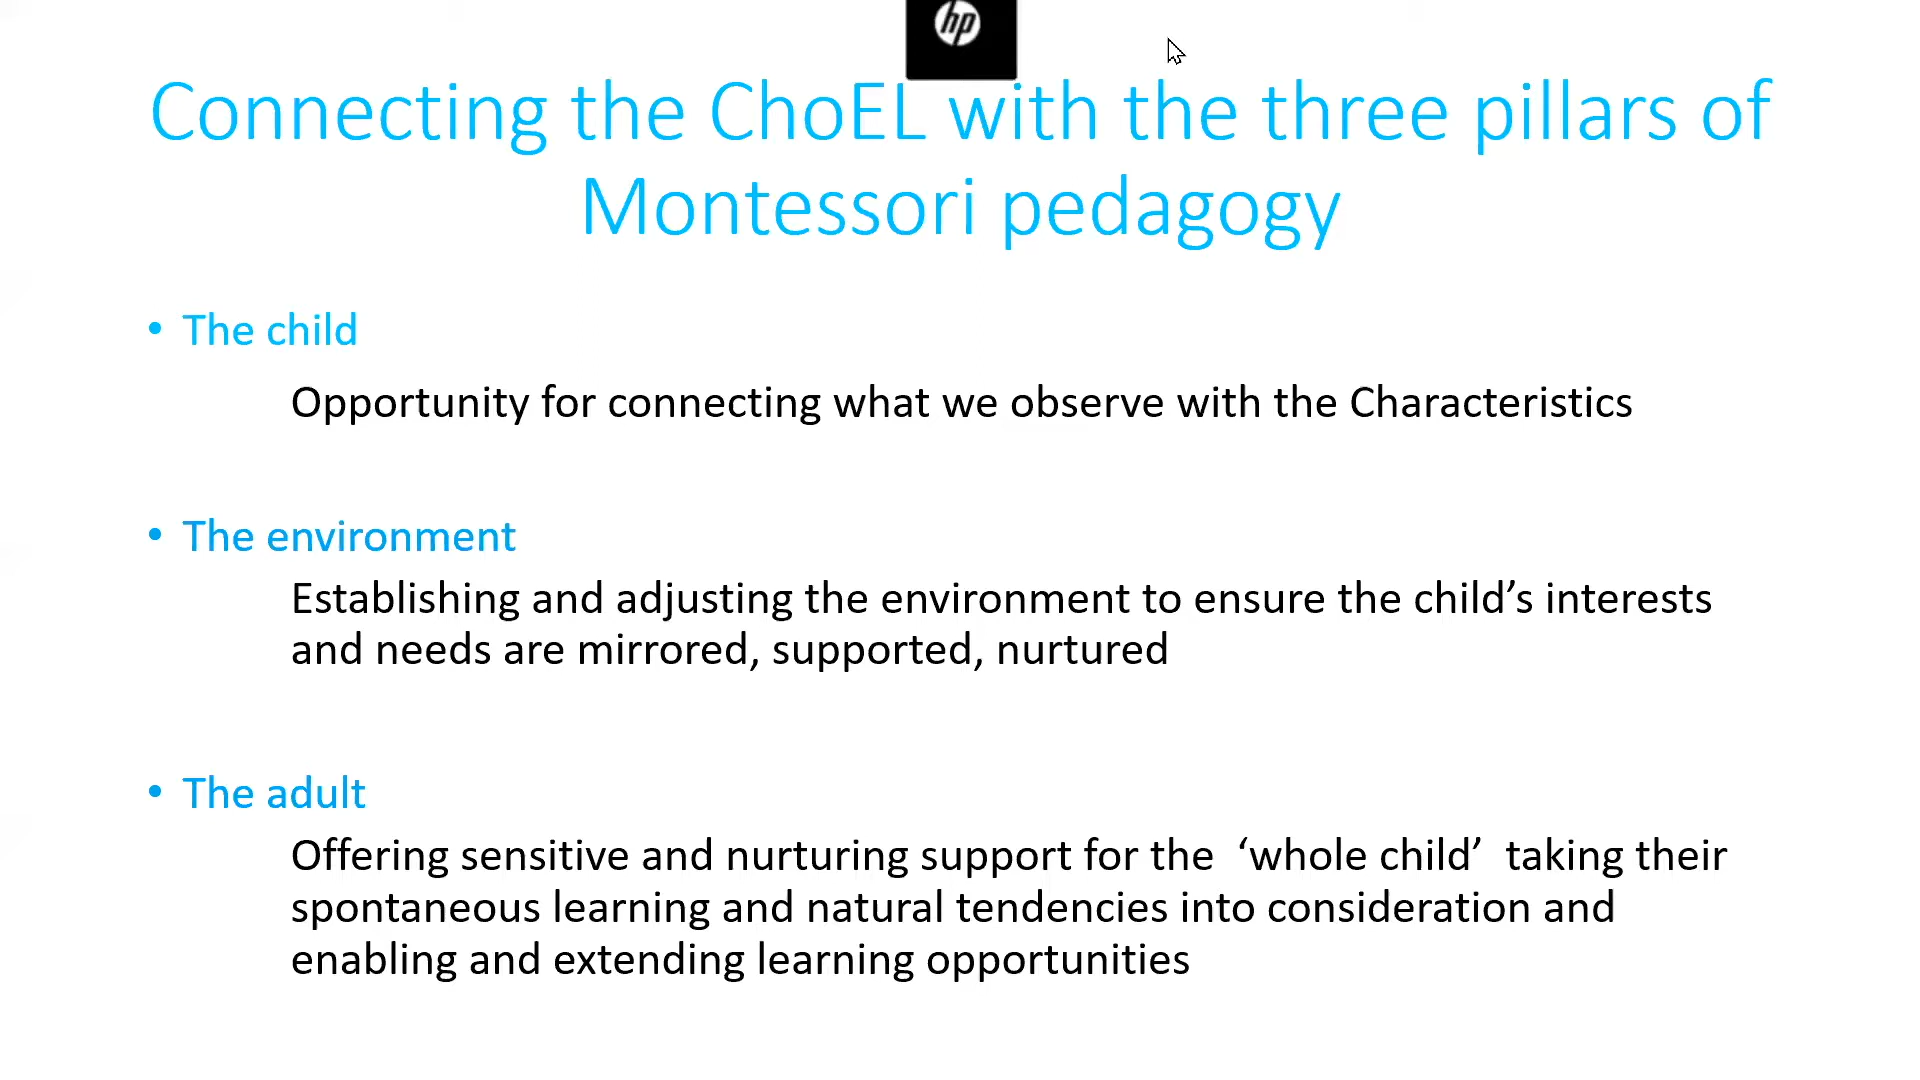 hp
Connecting the ChoEL with the three pillars of
Montessori pedagogy
• The child
Opportunity for connecting what we observe with the Characteristics
• The environment
Establishing and adjusting the environment to ensure the child’s interests
and needs are mirrored, supported, nurtured
• The adult
Offering sensitive and nurturing support for the ‘whole child’ taking their
spontaneous learning and natural tendencies into consideration and
enabling and extending learning opportunities